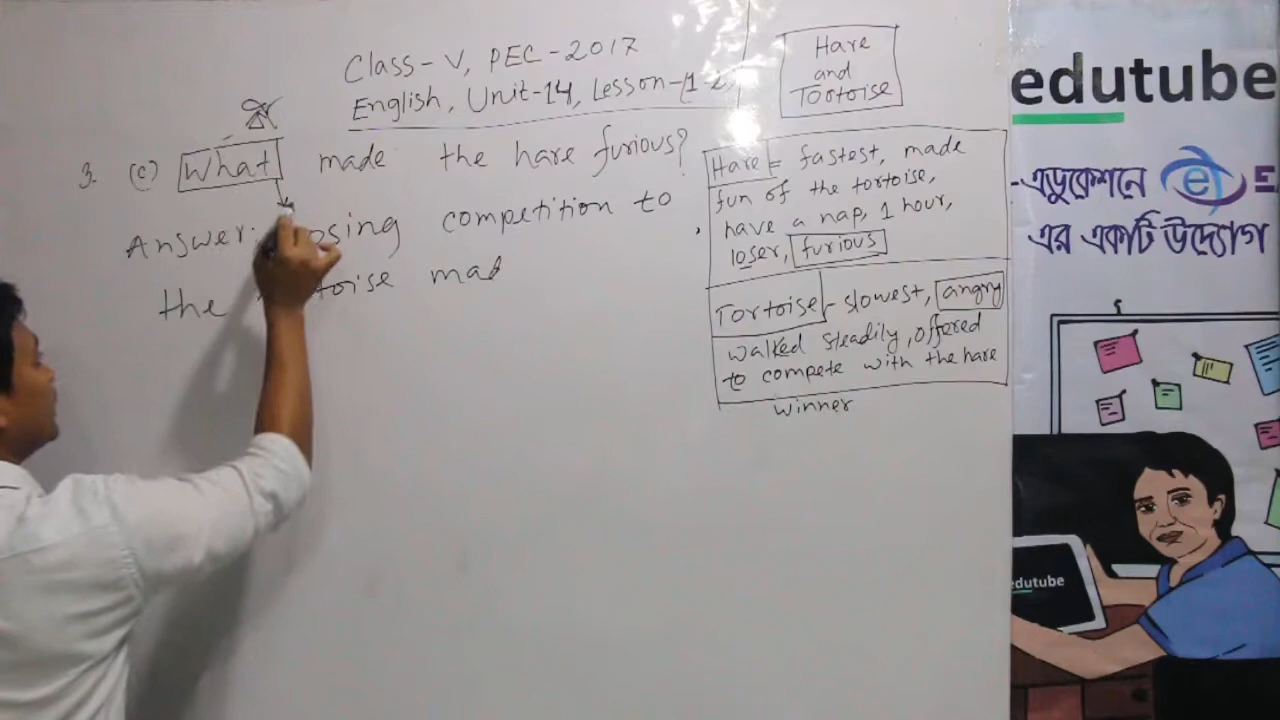 Class-V, PEC-2017
English, Unit-14, Lesson-(1-2)
Hare
and
Tortoise
3. (c) What made the hare furious?
Answer: losing competition to
the mad
Hare = fastest, made
fun of the tortoise,
have a nap, 1 hour,
loser, furious
Tortoise - slowest, angry
walked steadily, offered
to compete with the hare
winner
edutube
-এডুকেশনে e E
এর একটি উদ্যোগ
edutube